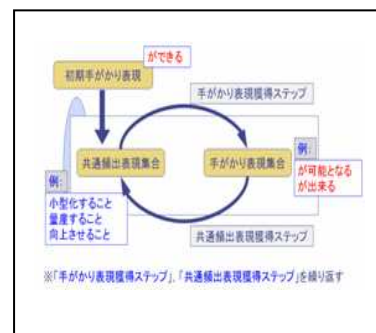 ができる
初期手がかり表現
手がかり表現獲得ステップ
共通頻出表現集合
手がかり表現集合
例:
が可能となる
が出来る
例:
小型化すること
量産すること
向上させること
共通頻出表現獲得ステップ
※「手がかり表現獲得ステップ」,「共通頻出表現獲得ステップ」を繰り返す